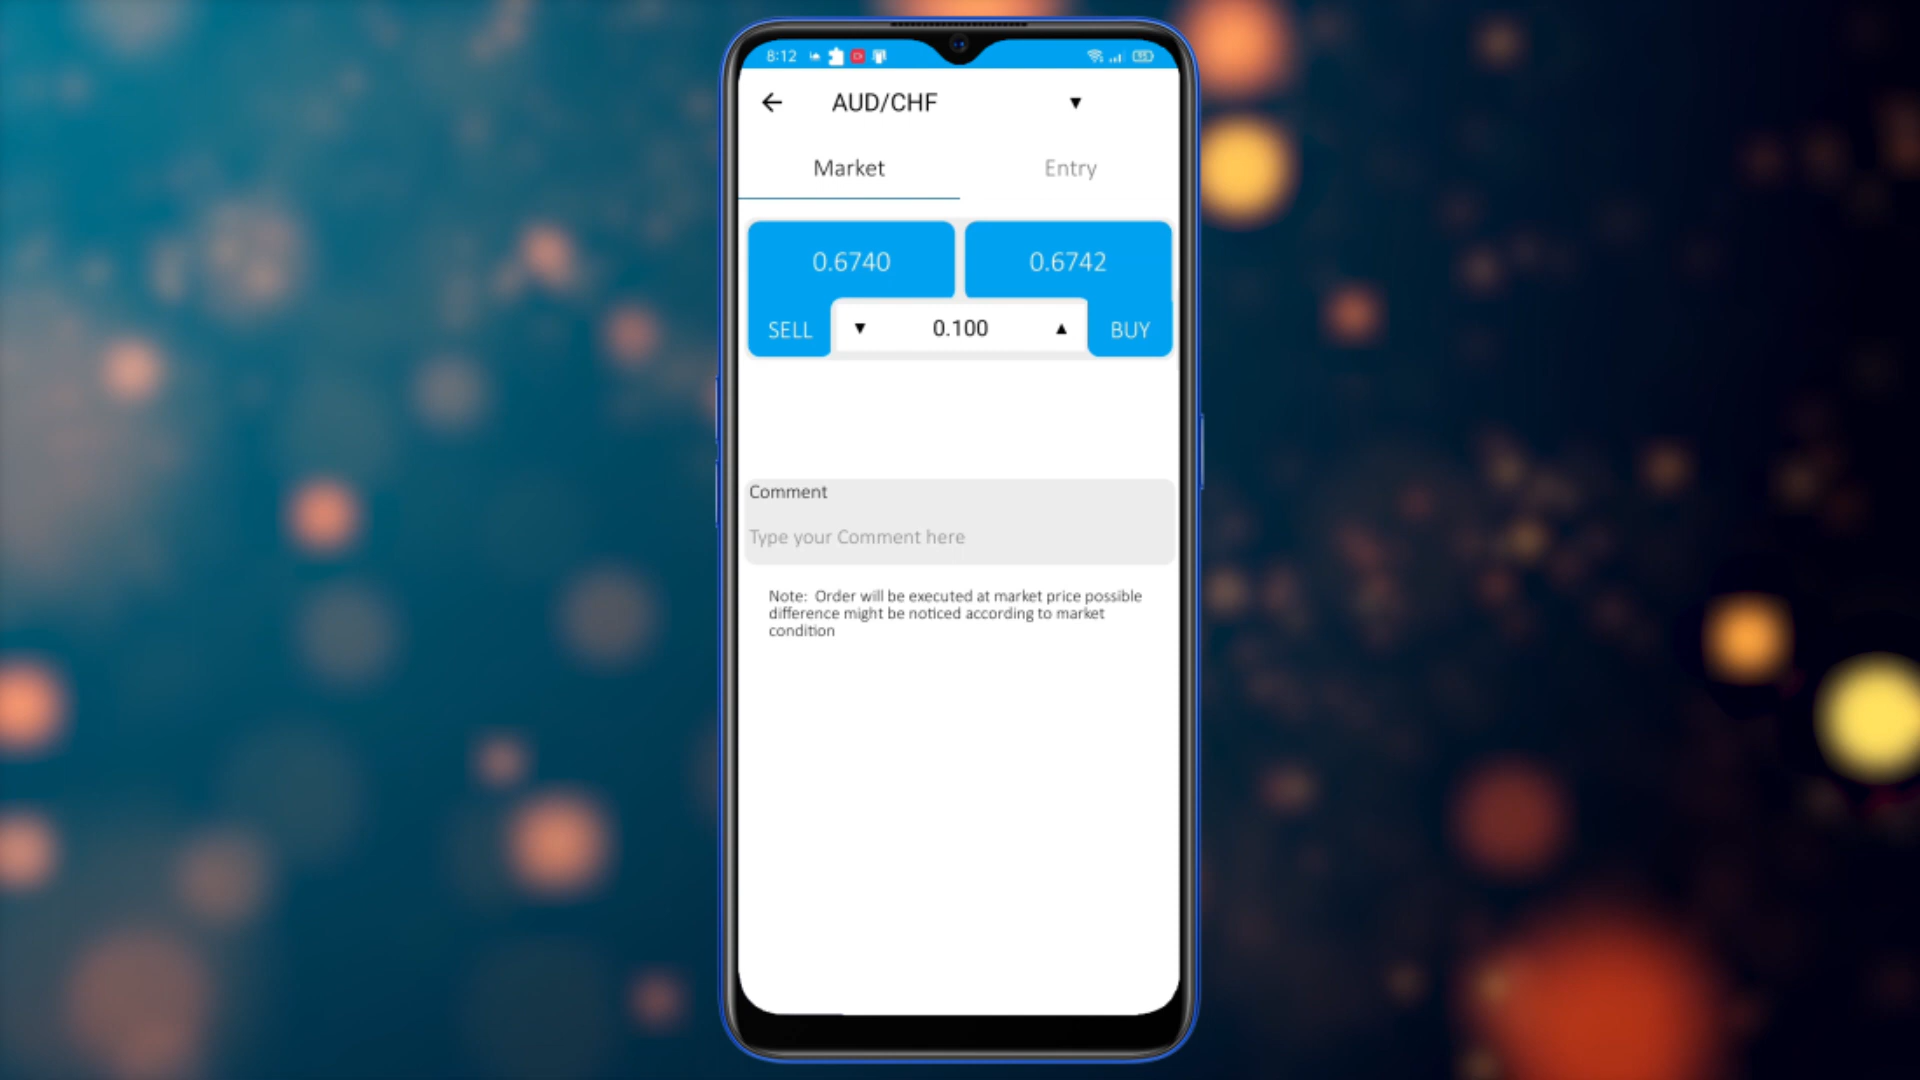 8:12
AUD/CHF
Market Entry
0.6740 0.6742
SELL 0.100 BUY
Comment
Type your Comment here
Note: Order will be executed at market price possible
difference might be noticed according to market
condition